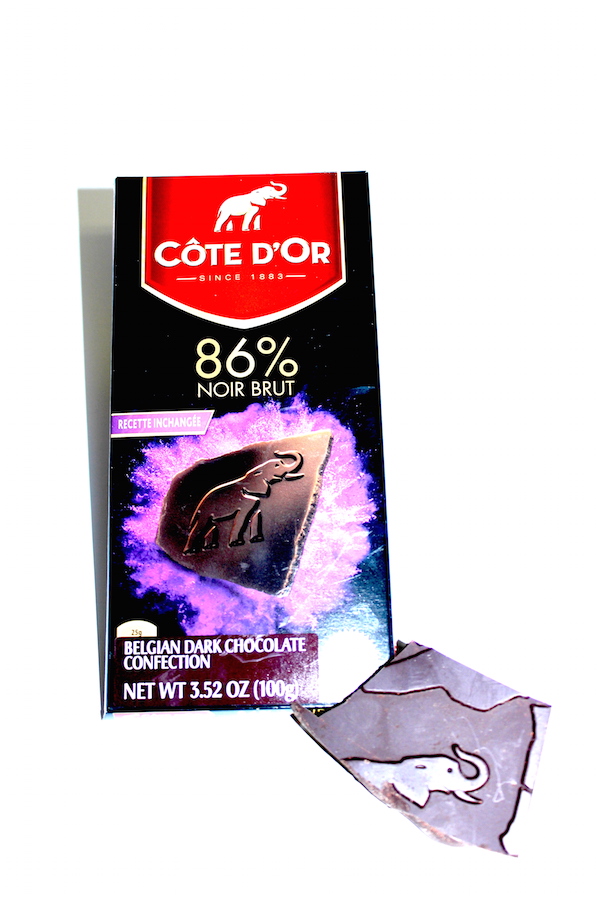 CÔTE D'OR
SINCE 1883
86%
NOIR BRUT
RECETTE INCHANGÉE
25g
BELGIAN DARK CHOCOLATE
CONFECTION
NET WT 3.52 OZ (100g)